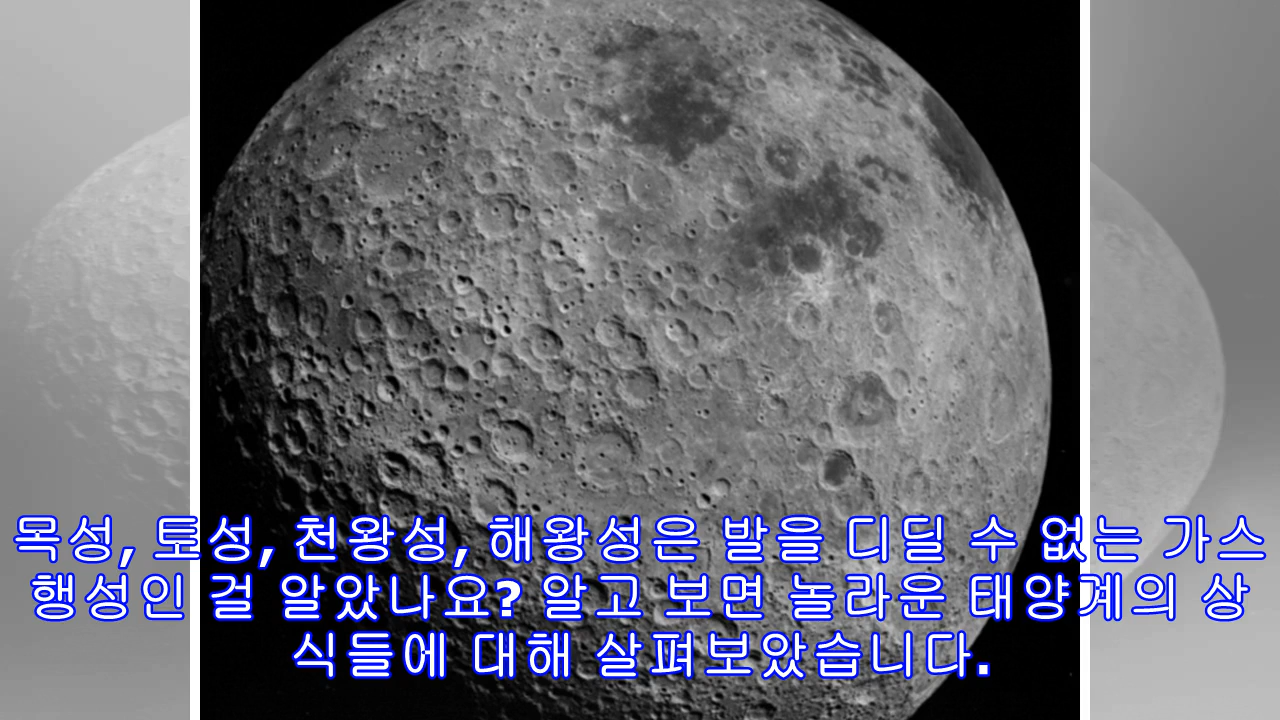 목성, 토성, 천왕성, 해왕성은 발을 디딜 수 없는 가스
행성인 걸 알았나요? 알고 보면 놀라운 태양계의 상
식들에 대해 살펴보았습니다.